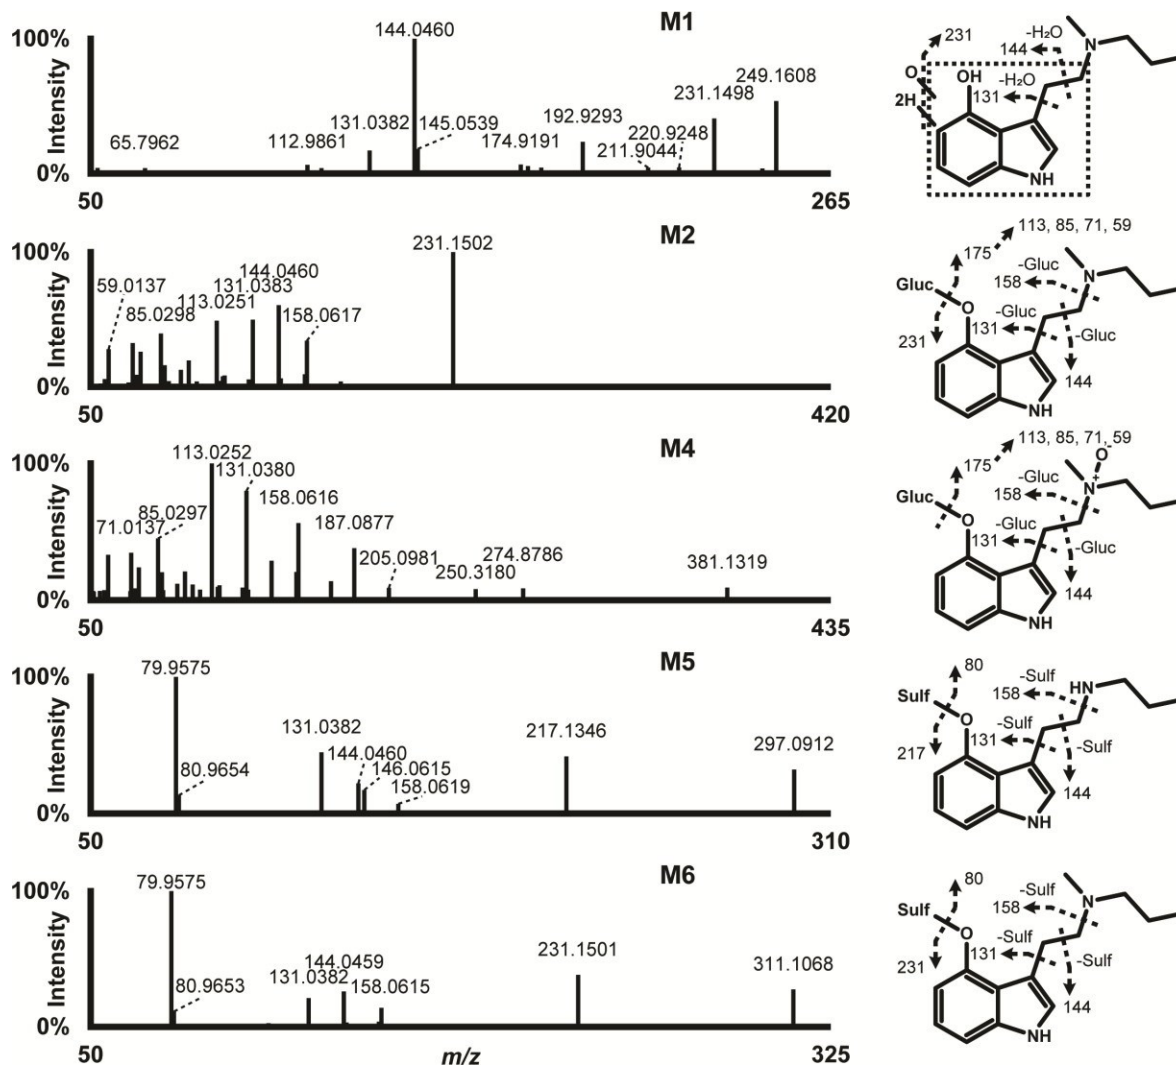 M1
100%
Intensity
0%
65.7962
112.9861
131.0382
144.0460
145.0539
174.9191
192.9293
211.9044
220.9248
231.1498
249.1608
50
265
231
-H₂O
144
O
OH
131
-H₂O
2H
N
NH
M2
100%
Intensity
0%
59.0137
85.0298
113.0251
131.0383
144.0460
158.0617
231.1502
50
420
113, 85, 71, 59
175
-Gluc
158
N
Gluc
O
131
-Gluc
-Gluc
231
144
NH
M4
100%
Intensity
0%
71.0137
85.0297
113.0252
131.0380
158.0616
187.0877
205.0981
250.3180
274.8786
381.1319
50
435
113, 85, 71, 59
O-
175
-Gluc
158
N+
Gluc
O
131
-Gluc
-Gluc
144
NH
M5
100%
Intensity
0%
79.9575
80.9654
131.0382
144.0460
146.0615
158.0619
217.1346
297.0912
50
310
80
-Sulf
158
HN
Sulf
O
131
-Sulf
-Sulf
217
144
NH
M6
100%
Intensity
0%
79.9575
80.9653
131.0382
144.0459
158.0615
231.1501
311.1068
50
m/z
325
80
-Sulf
158
N
Sulf
O
131
-Sulf
-Sulf
231
144
NH